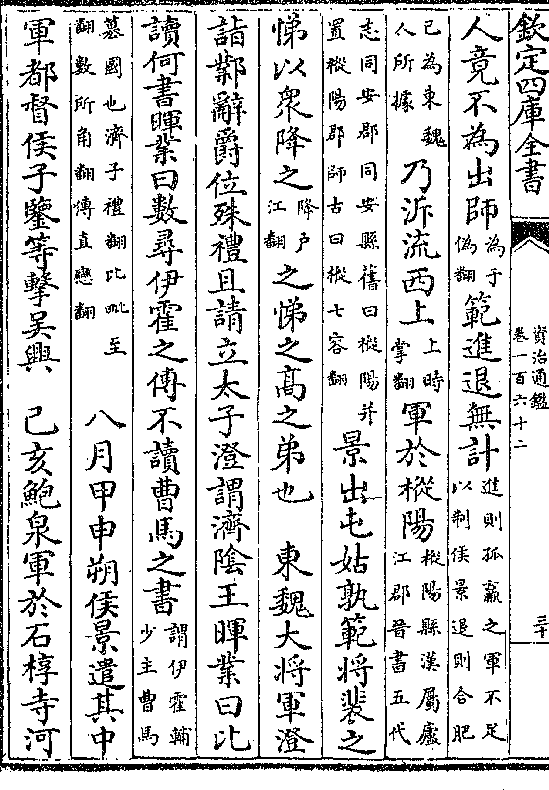 欽定四庫全書
資治通鑑
卷一百六十二
三十
人竟不為出師為于偽翻範進退無計進則孤羸之軍不足以制侯景退則合肥
已為東魏人所據乃泝流西上上時掌翻軍於樅陽樅陽縣漢屬廬江郡晉書五代
志同安郡同安縣舊曰樅陽并置樅陽郡師古曰樅七容翻景出屯姑孰範將裴之
悌以衆降之降戶江翻之悌之高之弟也　東魏大将軍澄
詣鄴辭爵位殊禮且請立太子澄謂濟陰王暉業曰比
讀何書暉業曰數尋伊霍之傳不讀曹馬之書謂伊霍輔少主曹馬
墓國也濟子禮翻比毗至翻數所角翻傳直戀翻　八月甲申朔侯景遣其中
軍都督侯子鑒等擊吴興　己亥鮑泉軍於石椁寺河